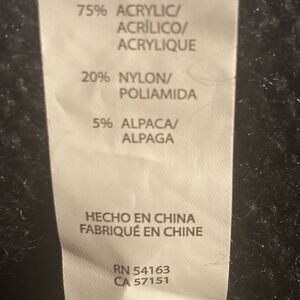 75% ACRYLIC/
ACRÍLICO/
ACRYLIQUE
20% NYLON/
POLIAMIDA
5% ALPACA/
ALPAGA
HECHO EN CHINA
FABRIQUÉ EN CHINE
RN 54163
CA 57151